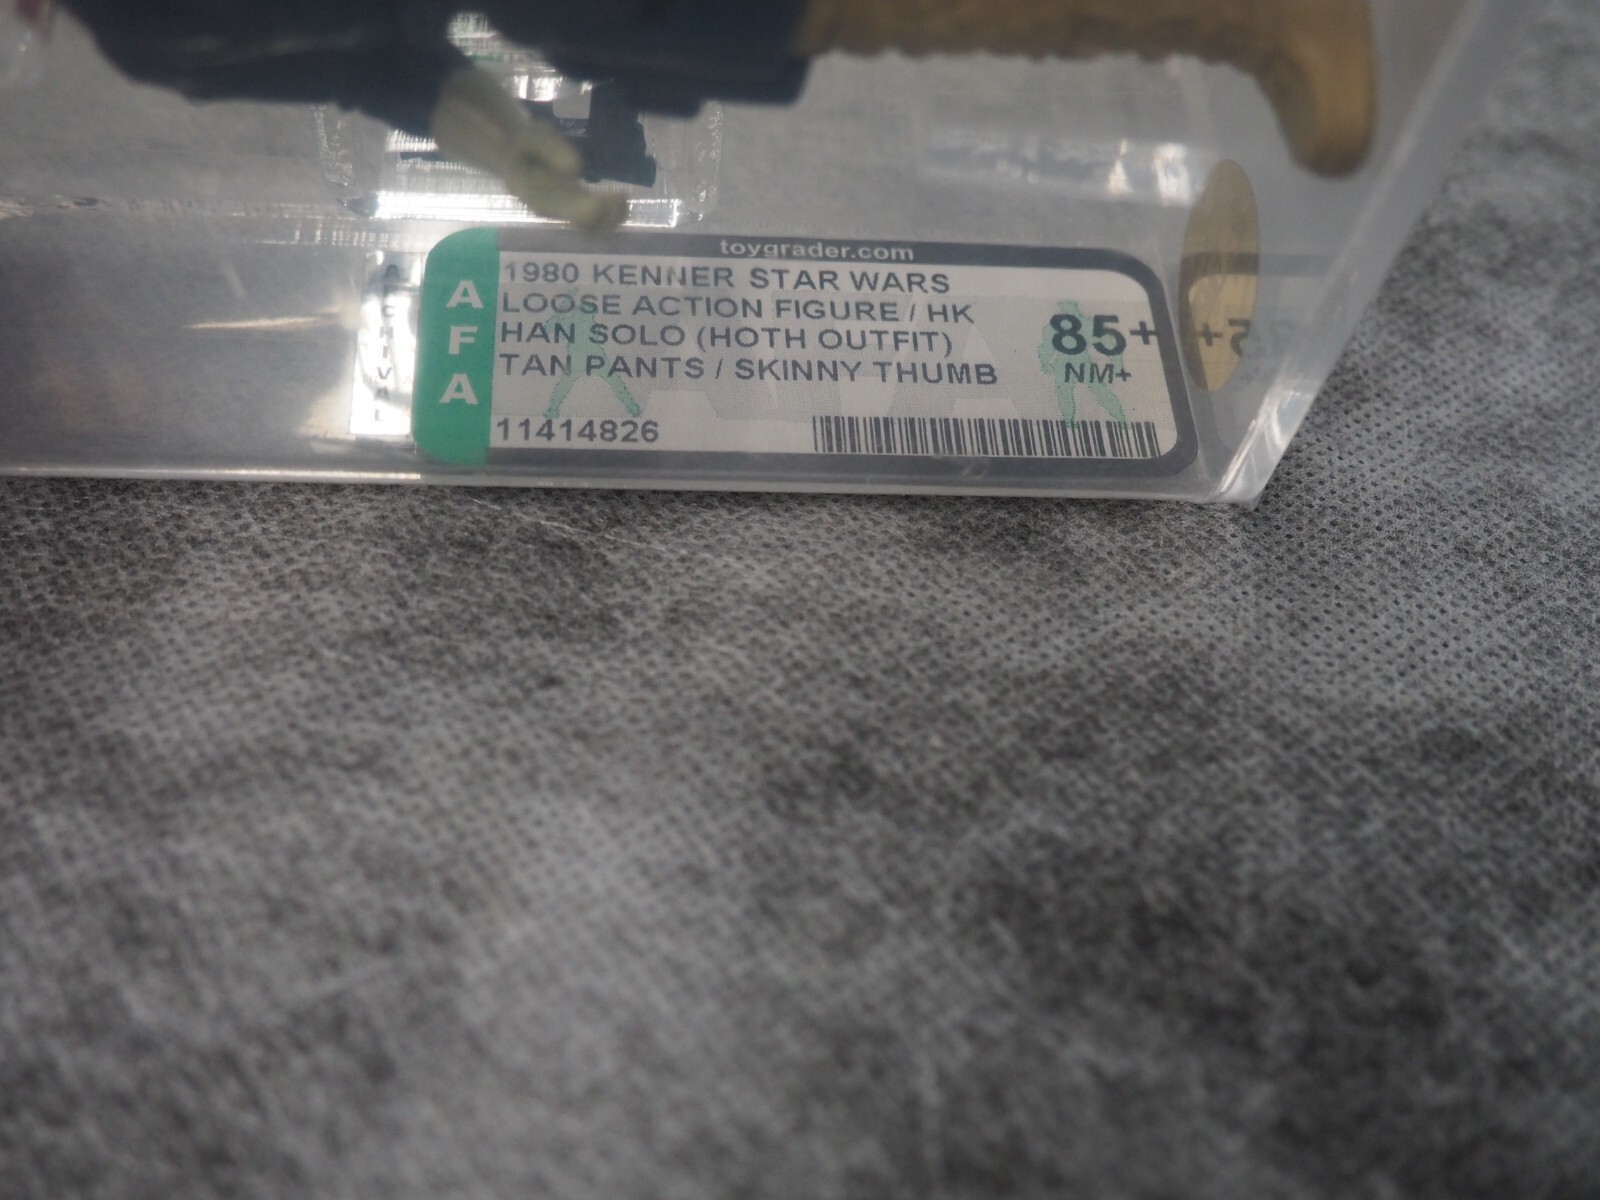 toygrader.com
ARCHIVAL
AFA
1980 KENNER STAR WARS
LOOSE ACTION FIGURE / HK
HAN SOLO (HOTH OUTFIT)
TAN PANTS / SKINNY THUMB
85+
NM+
11414826